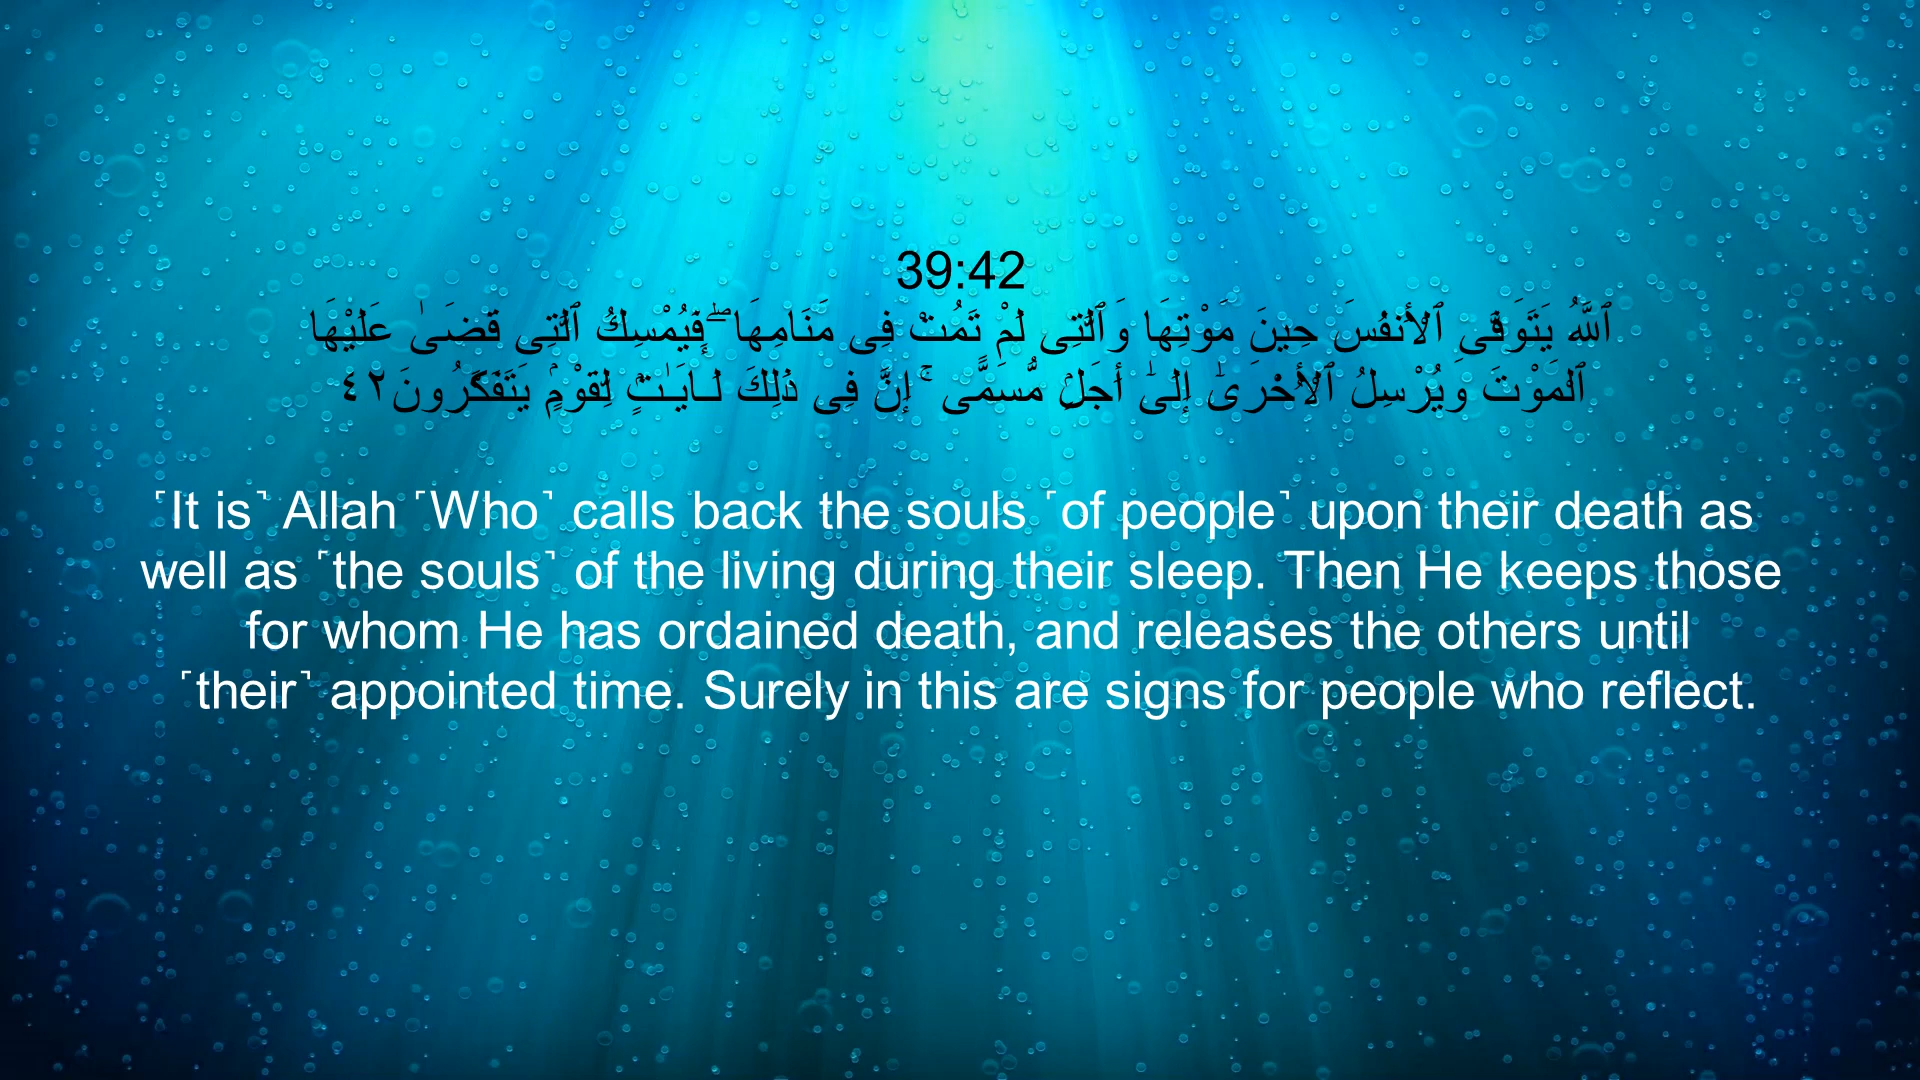 39:42
ٱللَّهُ يَتَوَفَّى ٱلْأَنفُسَ حِينَ مَوْتِهَا وَٱلَّتِى لَمْ تَمُتْ فِى مَنَامِهَا ۖ فَيُمْسِكُ ٱلَّتِى قَضَىٰ عَلَيْهَا
ٱلْمَوْتَ وَيُرْسِلُ ٱلْأُخْرَىٰٓ إِلَىٰٓ أَجَلٍۢ مُّسَمًّى ۚ إِنَّ فِى ذَٰلِكَ لَـَٔايَـٰتٍۢ لِّقَوْمٍۢ يَتَفَكَّرُونَ ٤٢
˹It is˺ Allah ˹Who˺ calls back the souls ˹of people˺ upon their death as
well as ˹the souls˺ of the living during their sleep. Then He keeps those
for whom He has ordained death, and releases the others until
˹their˺ appointed time. Surely in this are signs for people who reflect.